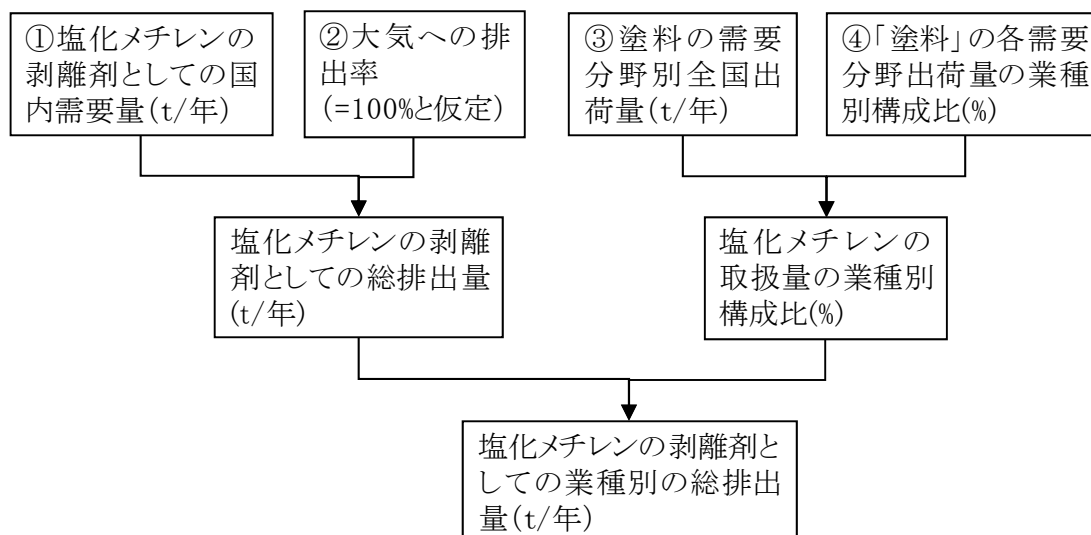 ①塩化メチレンの
剥離剤としての国
内需要量(t/年)
②大気への排
出率
(=100%と仮定)
③塗料の需要
分野別全国出
荷量(t/年)
④「塗料」の各需要
分野出荷量の業種
別構成比(%)
塩化メチレンの剥離
剤としての総排出量
(t/年)
塩化メチレンの
取扱量の業種別
構成比(%)
塩化メチレンの剥離剤と
しての業種別の総排出
量(t/年)